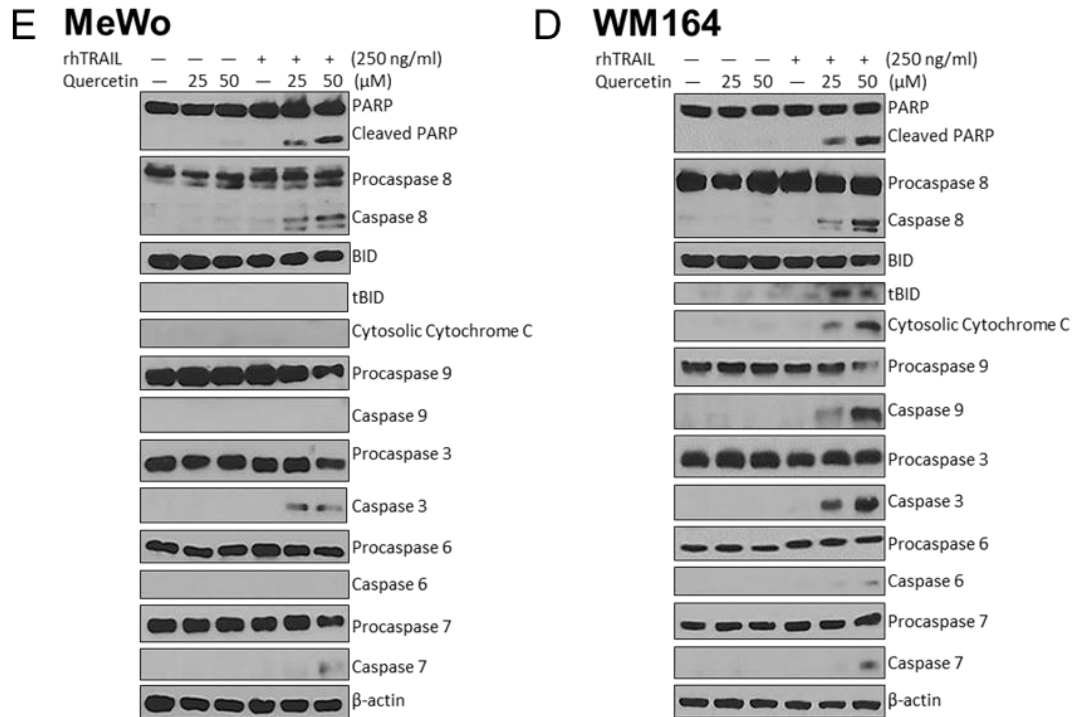 E MeWo
rhTRAIL — — — + + + (250 ng/ml)
Quercetin — 25 50 — 25 50 (µM)
PARP
Cleaved PARP
Procaspase 8
Caspase 8
BID
tBID
Cytosolic Cytochrome C
Procaspase 9
Caspase 9
Procaspase 3
Caspase 3
Procaspase 6
Caspase 6
Procaspase 7
Caspase 7
β-actin
D WM164
rhTRAIL — — — + + + (250 ng/ml)
Quercetin — 25 50 — 25 50 (µM)
PARP
Cleaved PARP
Procaspase 8
Caspase 8
BID
tBID
Cytosolic Cytochrome C
Procaspase 9
Caspase 9
Procaspase 3
Caspase 3
Procaspase 6
Caspase 6
Procaspase 7
Caspase 7
β-actin